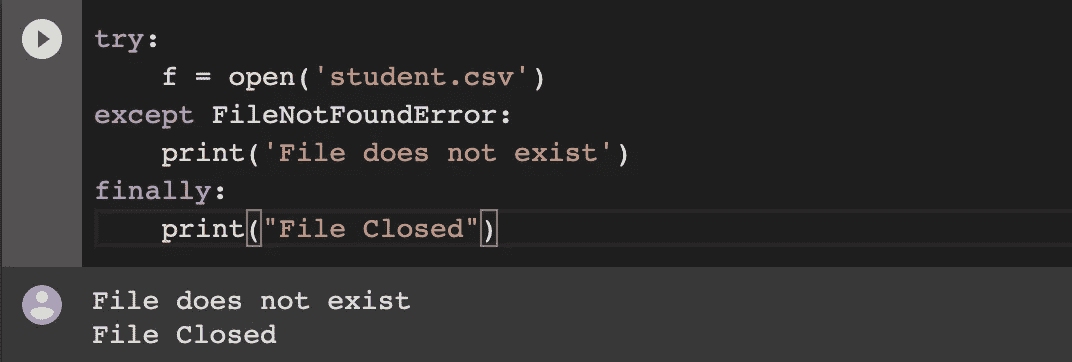 try:
    f = open('student.csv')
except FileNotFoundError:
    print('File does not exist')
finally:
    print("File Closed")
File does not exist
File Closed